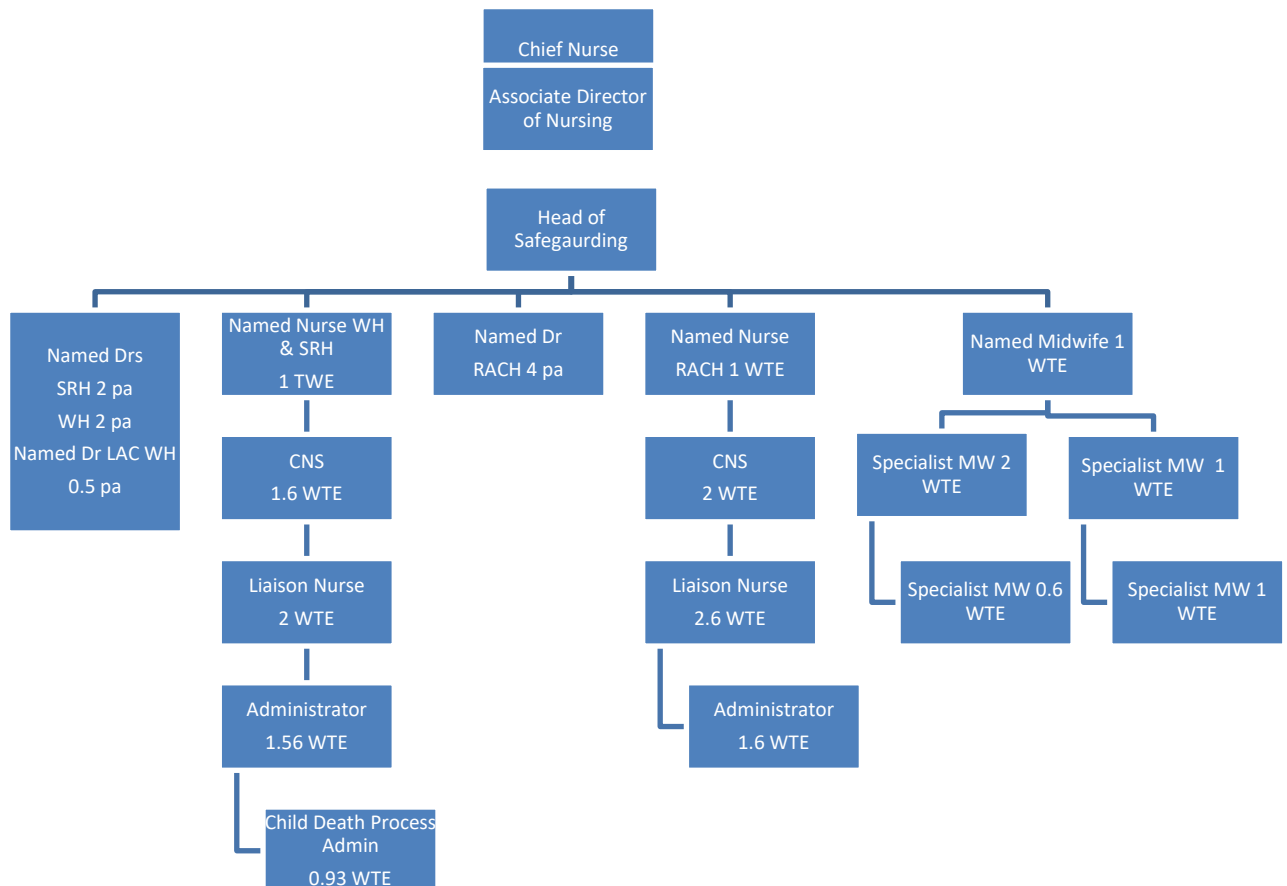 Chief Nurse
Associate Director
of Nursing
Head of
Safegaurding
Named Drs
SRH 2 pa
WH 2 pa
Named Dr LAC WH
0.5 pa
Named Nurse WH
& SRH
1 TWE
Named Dr
RACH 4 pa
Named Nurse
RACH 1 WTE
Named Midwife 1
WTE
CNS
1.6 WTE
CNS
2 WTE
Specialist MW 2
WTE
Specialist MW 1
WTE
Liaison Nurse
2 WTE
Liaison Nurse
2.6 WTE
Specialist MW 0.6
WTE
Specialist MW 1
WTE
Administrator
1.56 WTE
Administrator
1.6 WTE
Child Death Process
Admin
0.93 WTE